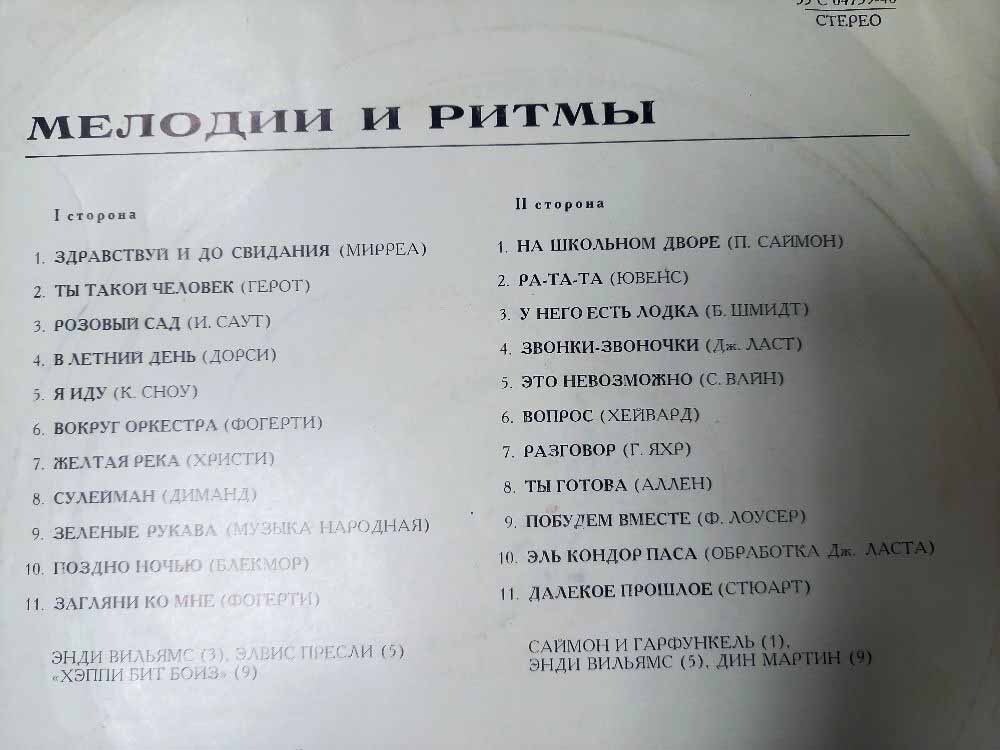 СТЕРЕО
МЕЛОДИИ И РИТМЫ
I сторона
1. ЗДРАВСТВУЙ И ДО СВИДАНИЯ (МИРРЕА)
2. ТЫ ТАКОЙ ЧЕЛОВЕК (ГЕРОТ)
3. РОЗОВЫЙ САД (И. САУТ)
4. В ЛЕТНИЙ ДЕНЬ (ДОРСИ)
5. Я ИДУ (К. СНОУ)
6. ВОКРУГ ОРКЕСТРА (ФОГЕРТИ)
7. ЖЕЛТАЯ РЕКА (ХРИСТИ)
8. СУЛЕЙМАН (ДИМАНД)
9. ЗЕЛЕНЫЕ РУКАВА (МУЗЫКА НАРОДНАЯ)
10. ПОЗДНО НОЧЬЮ (БЛЕКМОР)
11. ЗАГЛЯНИ КО МНЕ (ФОГЕРТИ)
ЭНДИ ВИЛЬЯМС (3), ЭЛВИС ПРЕСЛИ (5)
«ХЭППИ БИТ БОЙЗ» (9)
II сторона
1. НА ШКОЛЬНОМ ДВОРЕ (П. САЙМОН)
2. РА-ТА-ТА (ЮВЕНС)
3. У НЕГО ЕСТЬ ЛОДКА (Б. ШМИДТ)
4. ЗВОНКИ-ЗВОНОЧКИ (Дж. ЛАСТ)
5. ЭТО НЕВОЗМОЖНО (С. ВАЙН)
6. ВОПРОС (ХЕЙВАРД)
7. РАЗГОВОР (Г. ЯХР)
8. ТЫ ГОТОВА (АЛЛЕН)
9. ПОБУДЕМ ВМЕСТЕ (Ф. ЛОУСЕР)
10. ЭЛЬ КОНДОР ПАСА (ОБРАБОТКА Дж. ЛАСТА)
11. ДАЛЕКОЕ ПРОШЛОЕ (СТЮАРТ)
САЙМОН И ГАРФУНКЕЛЬ (1),
ЭНДИ ВИЛЬЯМС (5), ДИН МАРТИН (9)